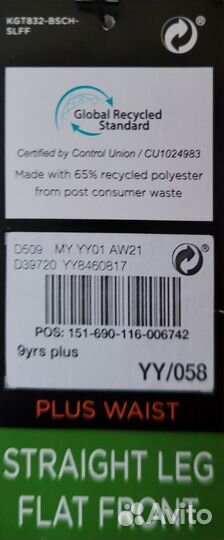 KGT832-BSCH-
SLFF
Global Recycled
Standard
Certified by Control Union / CU1024983
Made with 65% recycled polyester
from post consumer waste
D509 MY YY01 AW21
D39720 YY8460817
POS: 151-690-116-006742
9yrs plus
YY/058
PLUS WAIST
STRAIGHT LEG
FLAT FRONT
Avito